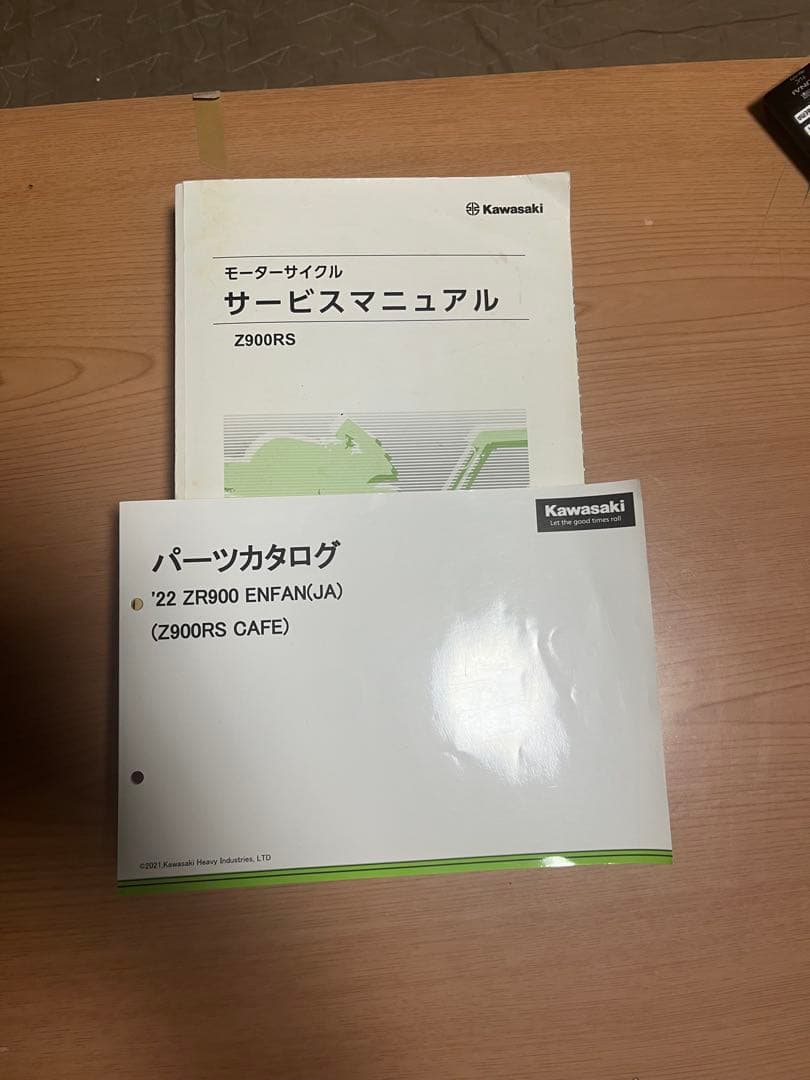 Kawasaki
モーターサイクル
サービスマニュアル
Z900RS
Kawasaki
Let the good times roll
パーツカタログ
'22 ZR900 ENFAN(JA)
(Z900RS CAFE)
©2021,Kawasaki Heavy Industries, LTD